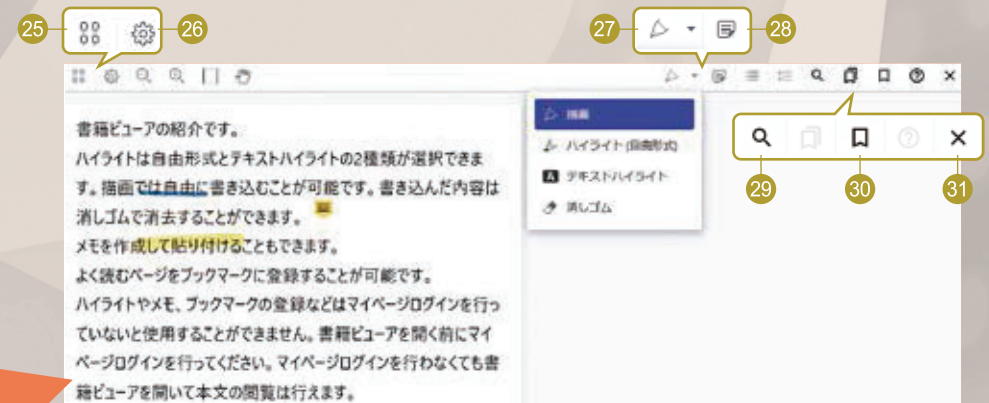 25
26
27
28
描画
ハイライト (自由形式)
テキストハイライト
消しゴム
29
30
31
書籍ビューアの紹介です。
ハイライトは自由形式とテキストハイライトの2種類が選択できま
す。描画では自由に書き込むことが可能です。書き込んだ内容は
消しゴムで消去することができます。
メモを作成して貼り付けることもできます。
よく読むページをブックマークに登録することが可能です。
ハイライトやメモ、ブックマークの登録などはマイページログインを行っ
ていないと使用することができません。書籍ビューアを開く前にマイ
ページログインを行ってください。マイページログインを行わなくても書
籍ビューアを開いて本文の閲覧は行えます。